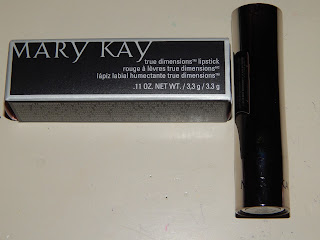 MARY KAY
true dimensions™ lipstick
rouge à lèvres true dimensions™
lápiz labial humectante true dimensions™
.11 OZ. NET WT. / 3,3 g / 3.3 g